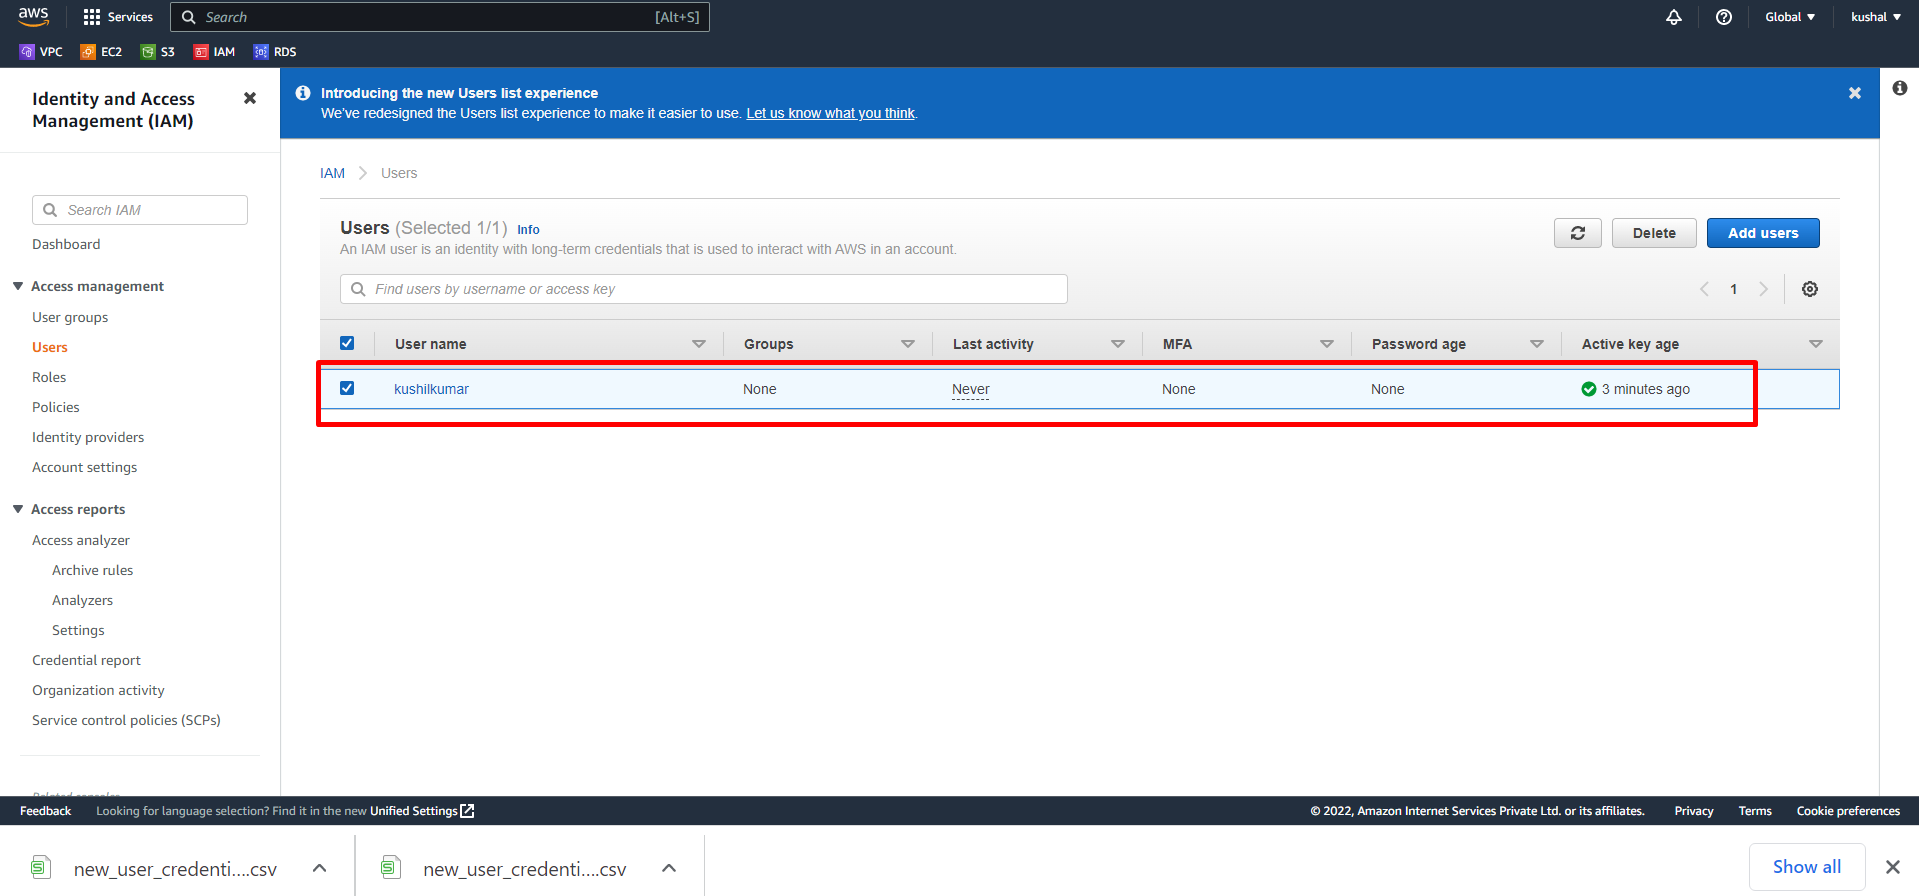 aws
Services
Search
[Alt+S]
Global
kushal
VPC
EC2
S3
IAM
RDS
Identity and Access
Management (IAM)
Search IAM
Dashboard
Access management
User groups
Users
Roles
Policies
Identity providers
Account settings
Access reports
Access analyzer
Archive rules
Analyzers
Settings
Credential report
Organization activity
Service control policies (SCPs)
Related consoles
Introducing the new Users list experience
We've redesigned the Users list experience to make it easier to use. Let us know what you think.
IAM
Users
Users (Selected 1/1) Info
An IAM user is an identity with long-term credentials that is used to interact with AWS in an account.
Delete
Add users
Find users by username or access key
1
User name
Groups
Last activity
MFA
Password age
Active key age
kushilkumar
None
Never
None
None
3 minutes ago
Feedback
Looking for language selection? Find it in the new Unified Settings
© 2022, Amazon Internet Services Private Ltd. or its affiliates.
Privacy
Terms
Cookie preferences
new_user_credenti....csv
new_user_credenti....csv
Show all